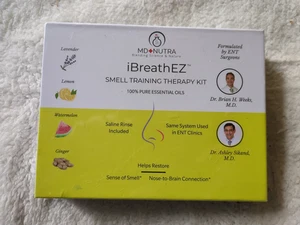 MD NUTRA
iBreathEZ™
SMELL TRAINING THERAPY KIT
100% PURE ESSENTIAL OILS
Lavender
Lemon
Watermelon
Ginger
Formulated
by ENT
Surgeons
Dr. Brian H. Weeks,
M.D.
Dr. Ashley Sikand,
M.D.
Saline Rinse
Included
Same System Used
in ENT Clinics
Helps Restore
Sense of Smell*
Nose-to-Brain Connection*